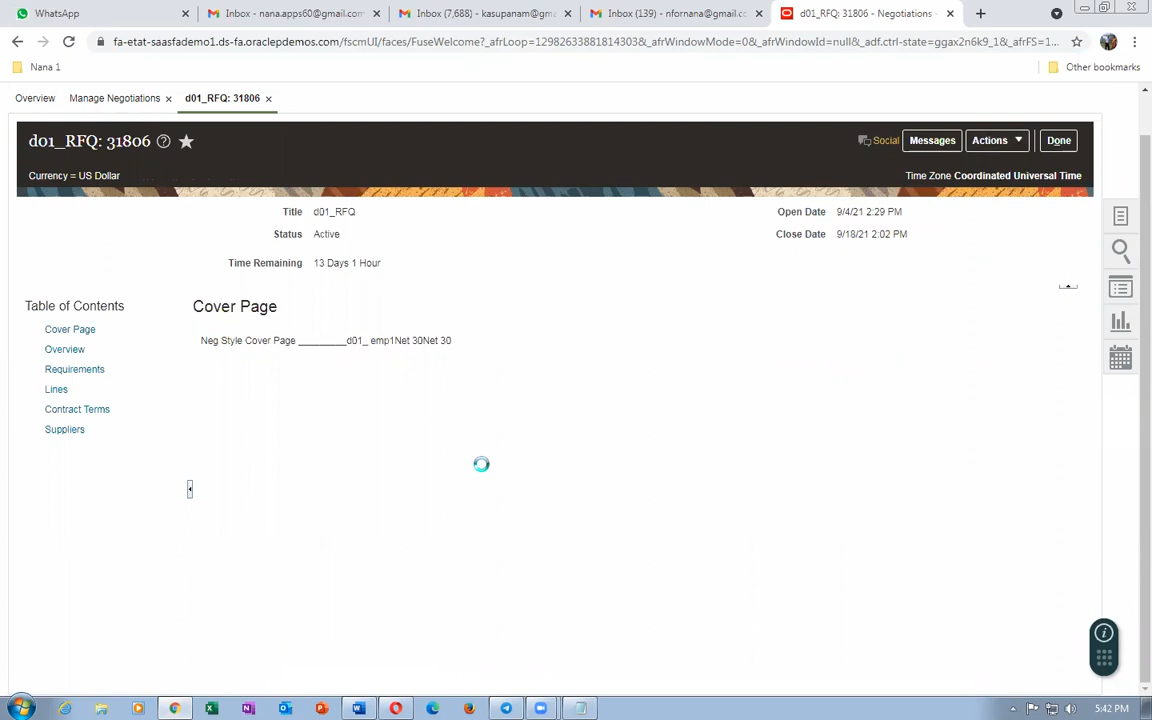 WhatsApp
Inbox - nana.apps60@gmail.com
Inbox (7,688) - kasupanam@gma
Inbox (139) - nfornana@gmail.cc
d01_RFQ: 31806 - Negotiations -
fa-etat-saasfademo1.ds-fa.oraclepdemos.com/fscmUI/faces/FuseWelcome?_afrLoop=12982633881814303&_afrWindowMode=0&_afrWindowId=null&_adf.ctrl-state=ggax2n6k9_1&_afrFS=1...
Nana 1
Other bookmarks
Overview
Manage Negotiations
d01_RFQ: 31806
d01_RFQ: 31806
Social
Messages
Actions
Done
Currency = US Dollar
Time Zone Coordinated Universal Time
Title d01_RFQ
Open Date 9/4/21 2:29 PM
Status Active
Close Date 9/18/21 2:02 PM
Time Remaining 13 Days 1 Hour
Table of Contents
Cover Page
Overview
Requirements
Lines
Contract Terms
Suppliers
Cover Page
Neg Style Cover Page _________d01_ emp1Net 30Net 30
5:42 PM